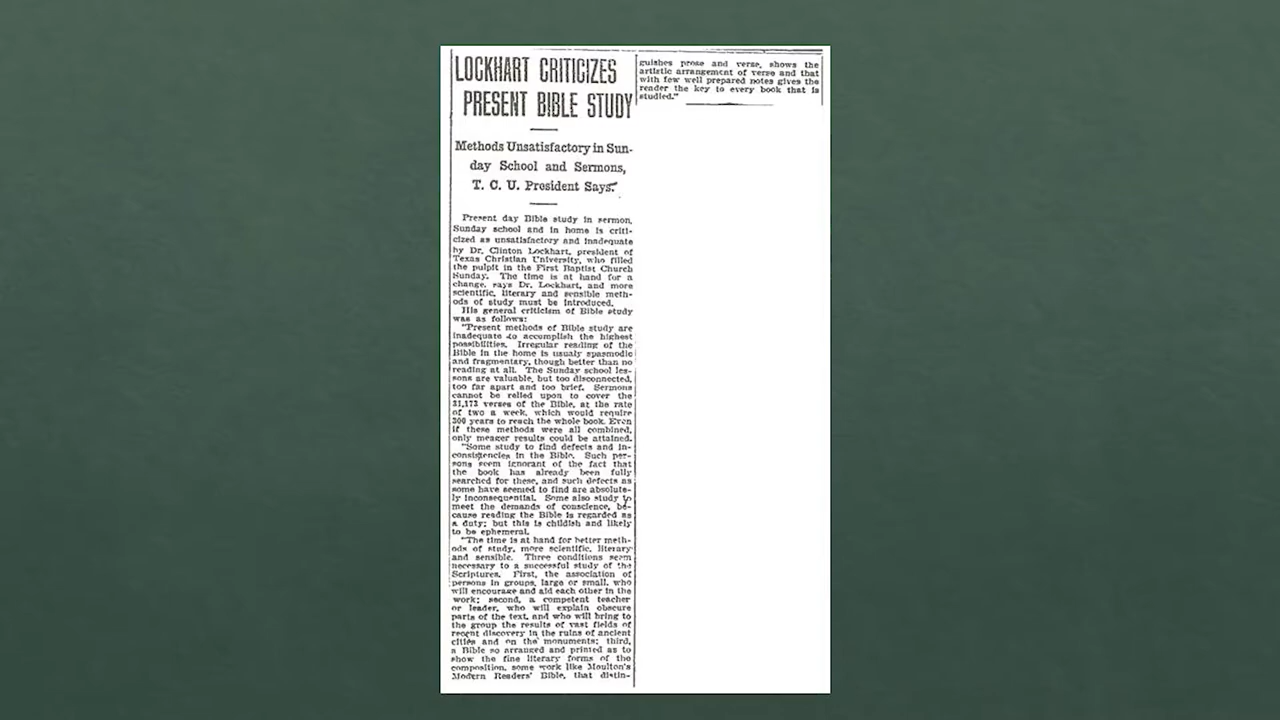 LOCKHART CRITICIZES
PRESENT BIBLE STUDY
Methods Unsatisfactory in Sun-
day School and Sermons,
T. C. U. President Says.
Present day Bible study in sermon,
Sunday school and in home is criti-
cized as unsatisfactory and inadequate
by Dr. Clinton Lockhart, president of
Texas Christian University, who filled
the pulpit in the First Baptist Church
Sunday. The time is at hand for a
change, says Dr. Lockhart, and more
scientific, literary and sensible meth-
ods of study must be introduced.
His general criticism of Bible study
was as follows:
"Present methods of Bible study are
inadequate to accomplish the highest
possibilities. Irregular reading of the
Bible in the home is usualy spasmodic
and fragmentary, though better than no
reading at all. The Sunday school les-
sons are valuable, but too disconnected,
too far apart and too brief. Sermons
cannot be relied upon to cover the
31,173 verses of the Bible, at the rate
of two a week, which would require
300 years to reach the whole book. Even
if these methods were all combined,
only meager results could be attained.
"Some study to find defects and in-
consistencies in the Bible. Such per-
sons seem ignorant of the fact that
the book has already been fully
searched for these, and such defects as
some have seemed to find are absolute-
ly inconsequential. Some also study to
meet the demands of conscience, be-
cause reading the Bible is regarded as
a duty; but this is childish and likely
to be ephemeral.
"The time is at hand for better meth-
ods of study, more scientific, literary
and sensible. Three conditions seem
necessary to a successful study of the
Scriptures. First, the association of
persons in groups, large or small, who
will encourage and aid each other in the
work; second, a competent teacher
or leader, who will explain obscure
parts of the text, and who will bring to
the group the results of vast fields of
recent discovery in the ruins of ancient
cities and on the monuments; third,
a Bible so arranged and printed as to
show the fine literary forms of the
composition, some work like Moulton's
Modern Readers' Bible, that distin-
guishes prose and verse, shows the
artistic arrangement of verse and that
with few well prepared notes gives the
reader the key to every book that is
studied."